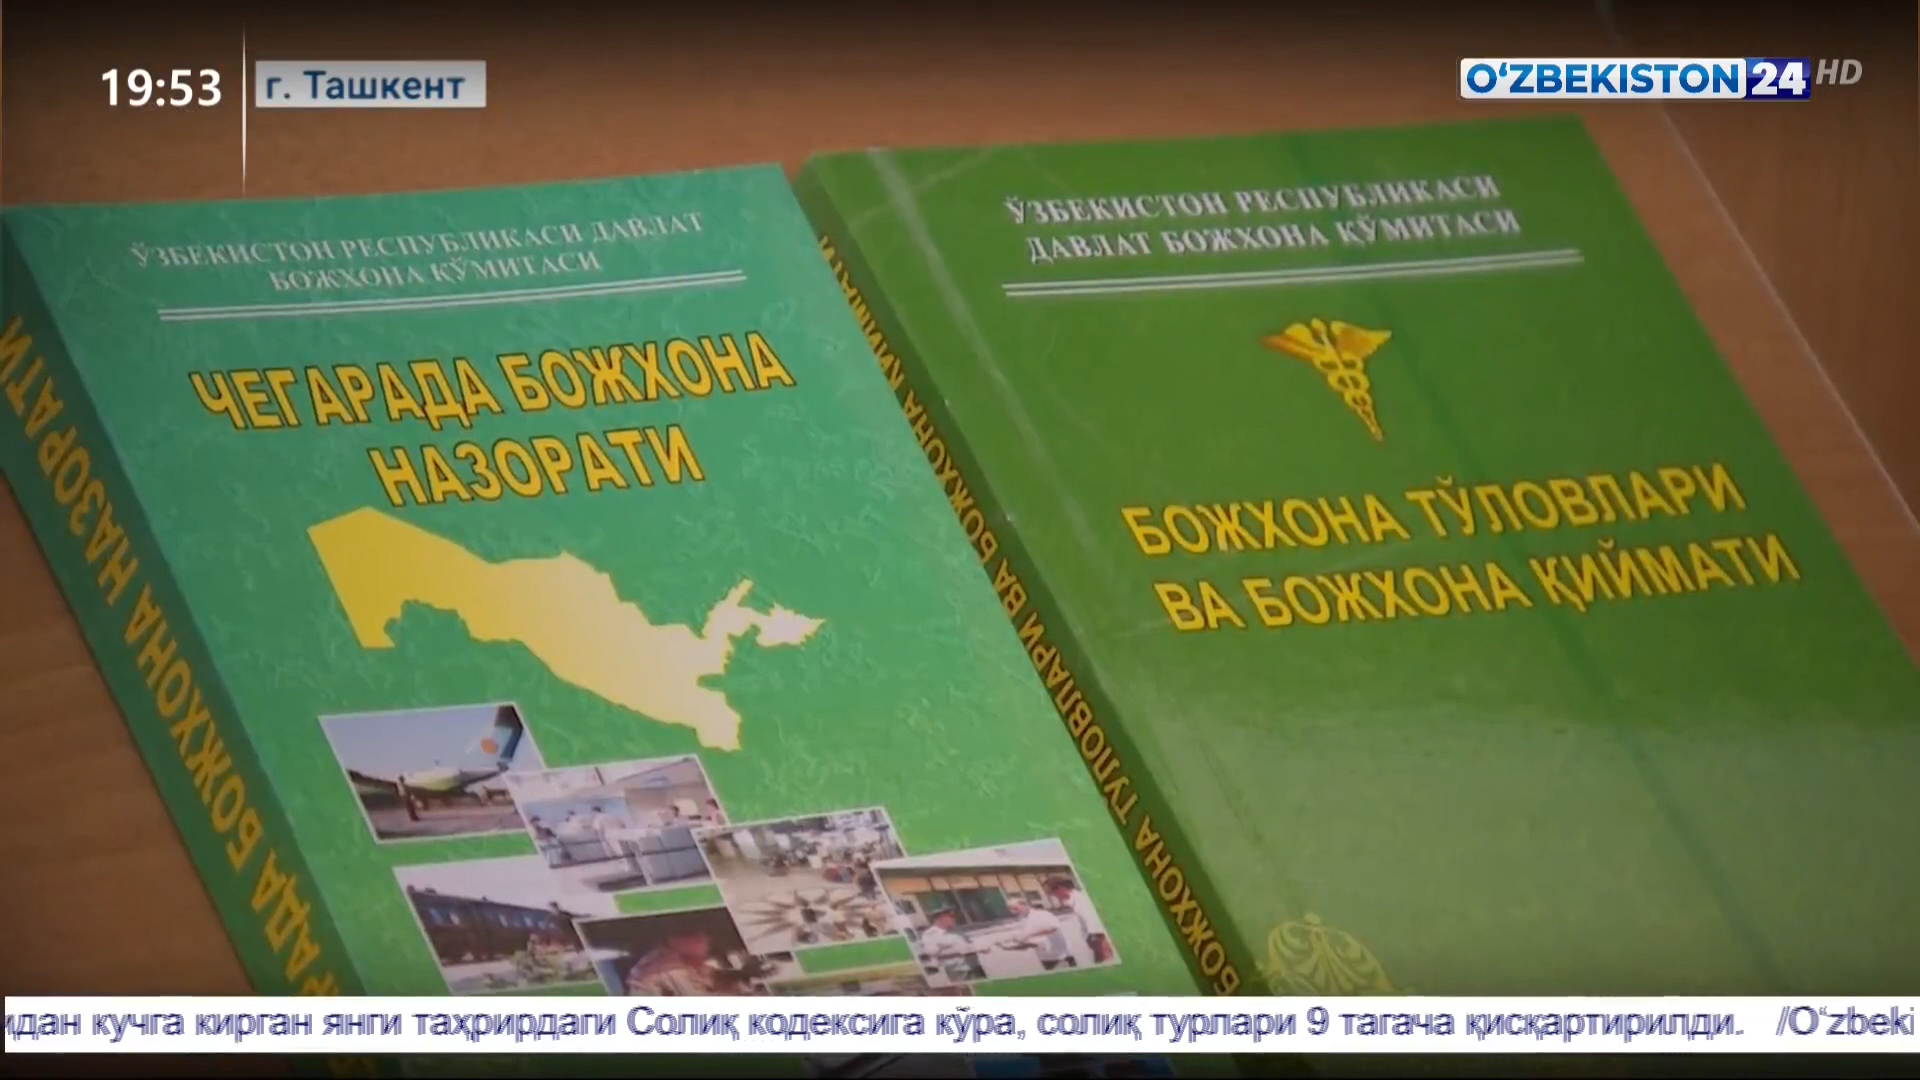 19:53
г. Ташкент
O‘ZBEKISTON 24 HD
ЎЗБЕКИСТОН РЕСПУБЛИКАСИ ДАВЛАТ
БОЖХОНА ҚЎМИТАСИ
ЧЕГАРАДА БОЖХОНА
НАЗОРАТИ
БОЖХОНА НАЗОРАТИ
ЎЗБЕКИСТОН РЕСПУБЛИКАСИ
ДАВЛАТ БОЖХОНА ҚЎМИТАСИ
БОЖХОНА ТЎЛОВЛАРИ
ВА БОЖХОНА ҚИЙМАТИ
БОЖХОНА ТЎЛОВЛАРИ ВА БОЖХОНА ҚИЙМАТИ
кучга кирган янги таҳрирдаги Солиқ кодексига кўра, солиқ турлари 9 тагача қисқартирилди. //O‘zbeki